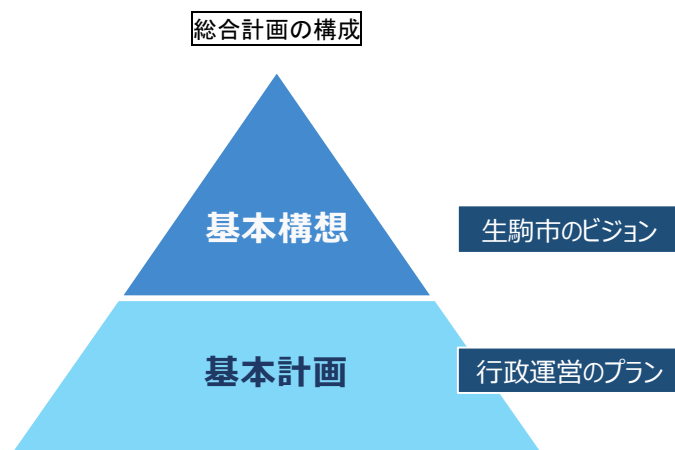 総合計画の構成
基本構想
生駒市のビジョン
基本計画
行政運営のプラン